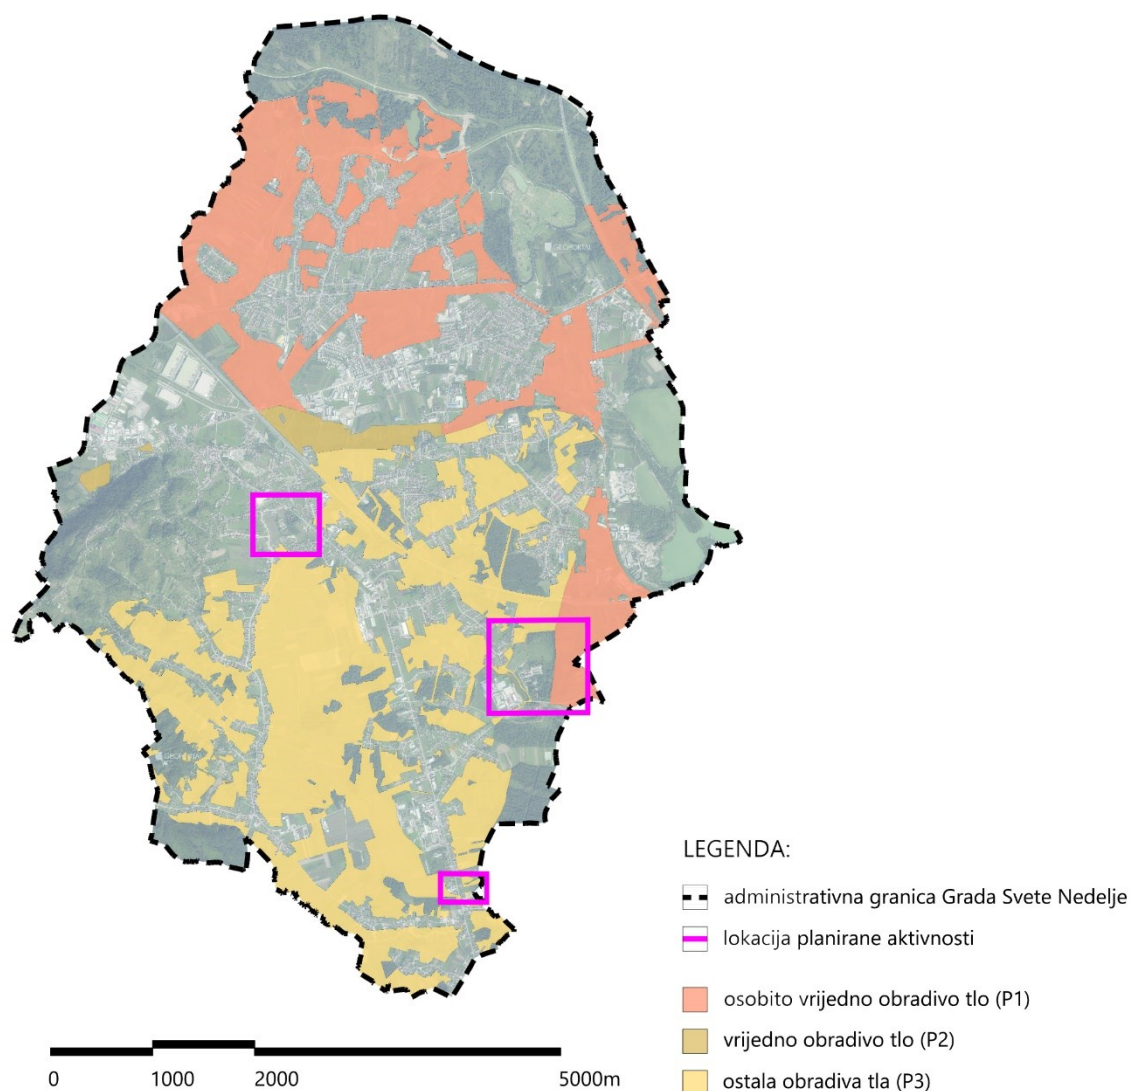 LEGENDA:
administrativna granica Grada Svete Nedelje
lokacija planirane aktivnosti
osobito vrijedno obradivo tlo (P1)
vrijedno obradivo tlo (P2)
ostala obradiva tla (P3)
0 1000 2000 5000m